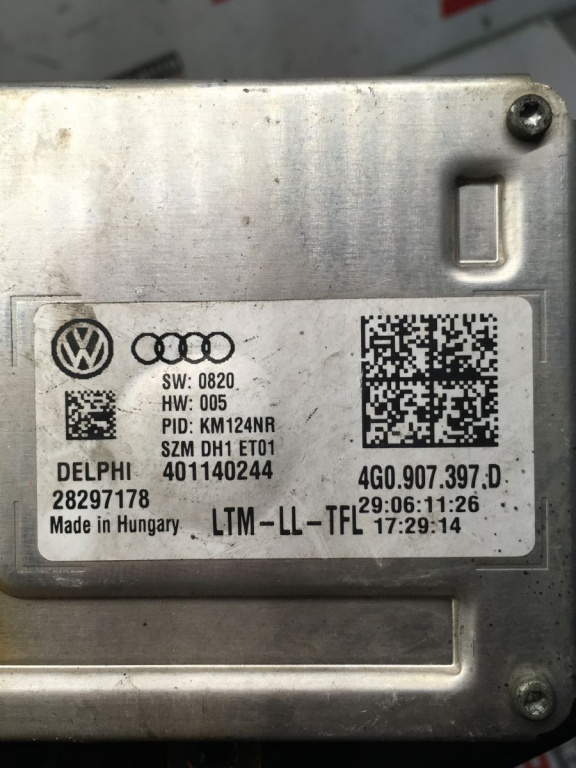 SW: 0820
HW: 005
PID: KM124NR
SZM DH1 ET01
DELPHI 401140244
28297178
Made in Hungary
LTM-LL-TFL
4G0.907.397.D
29:06:11:26
17:29:14